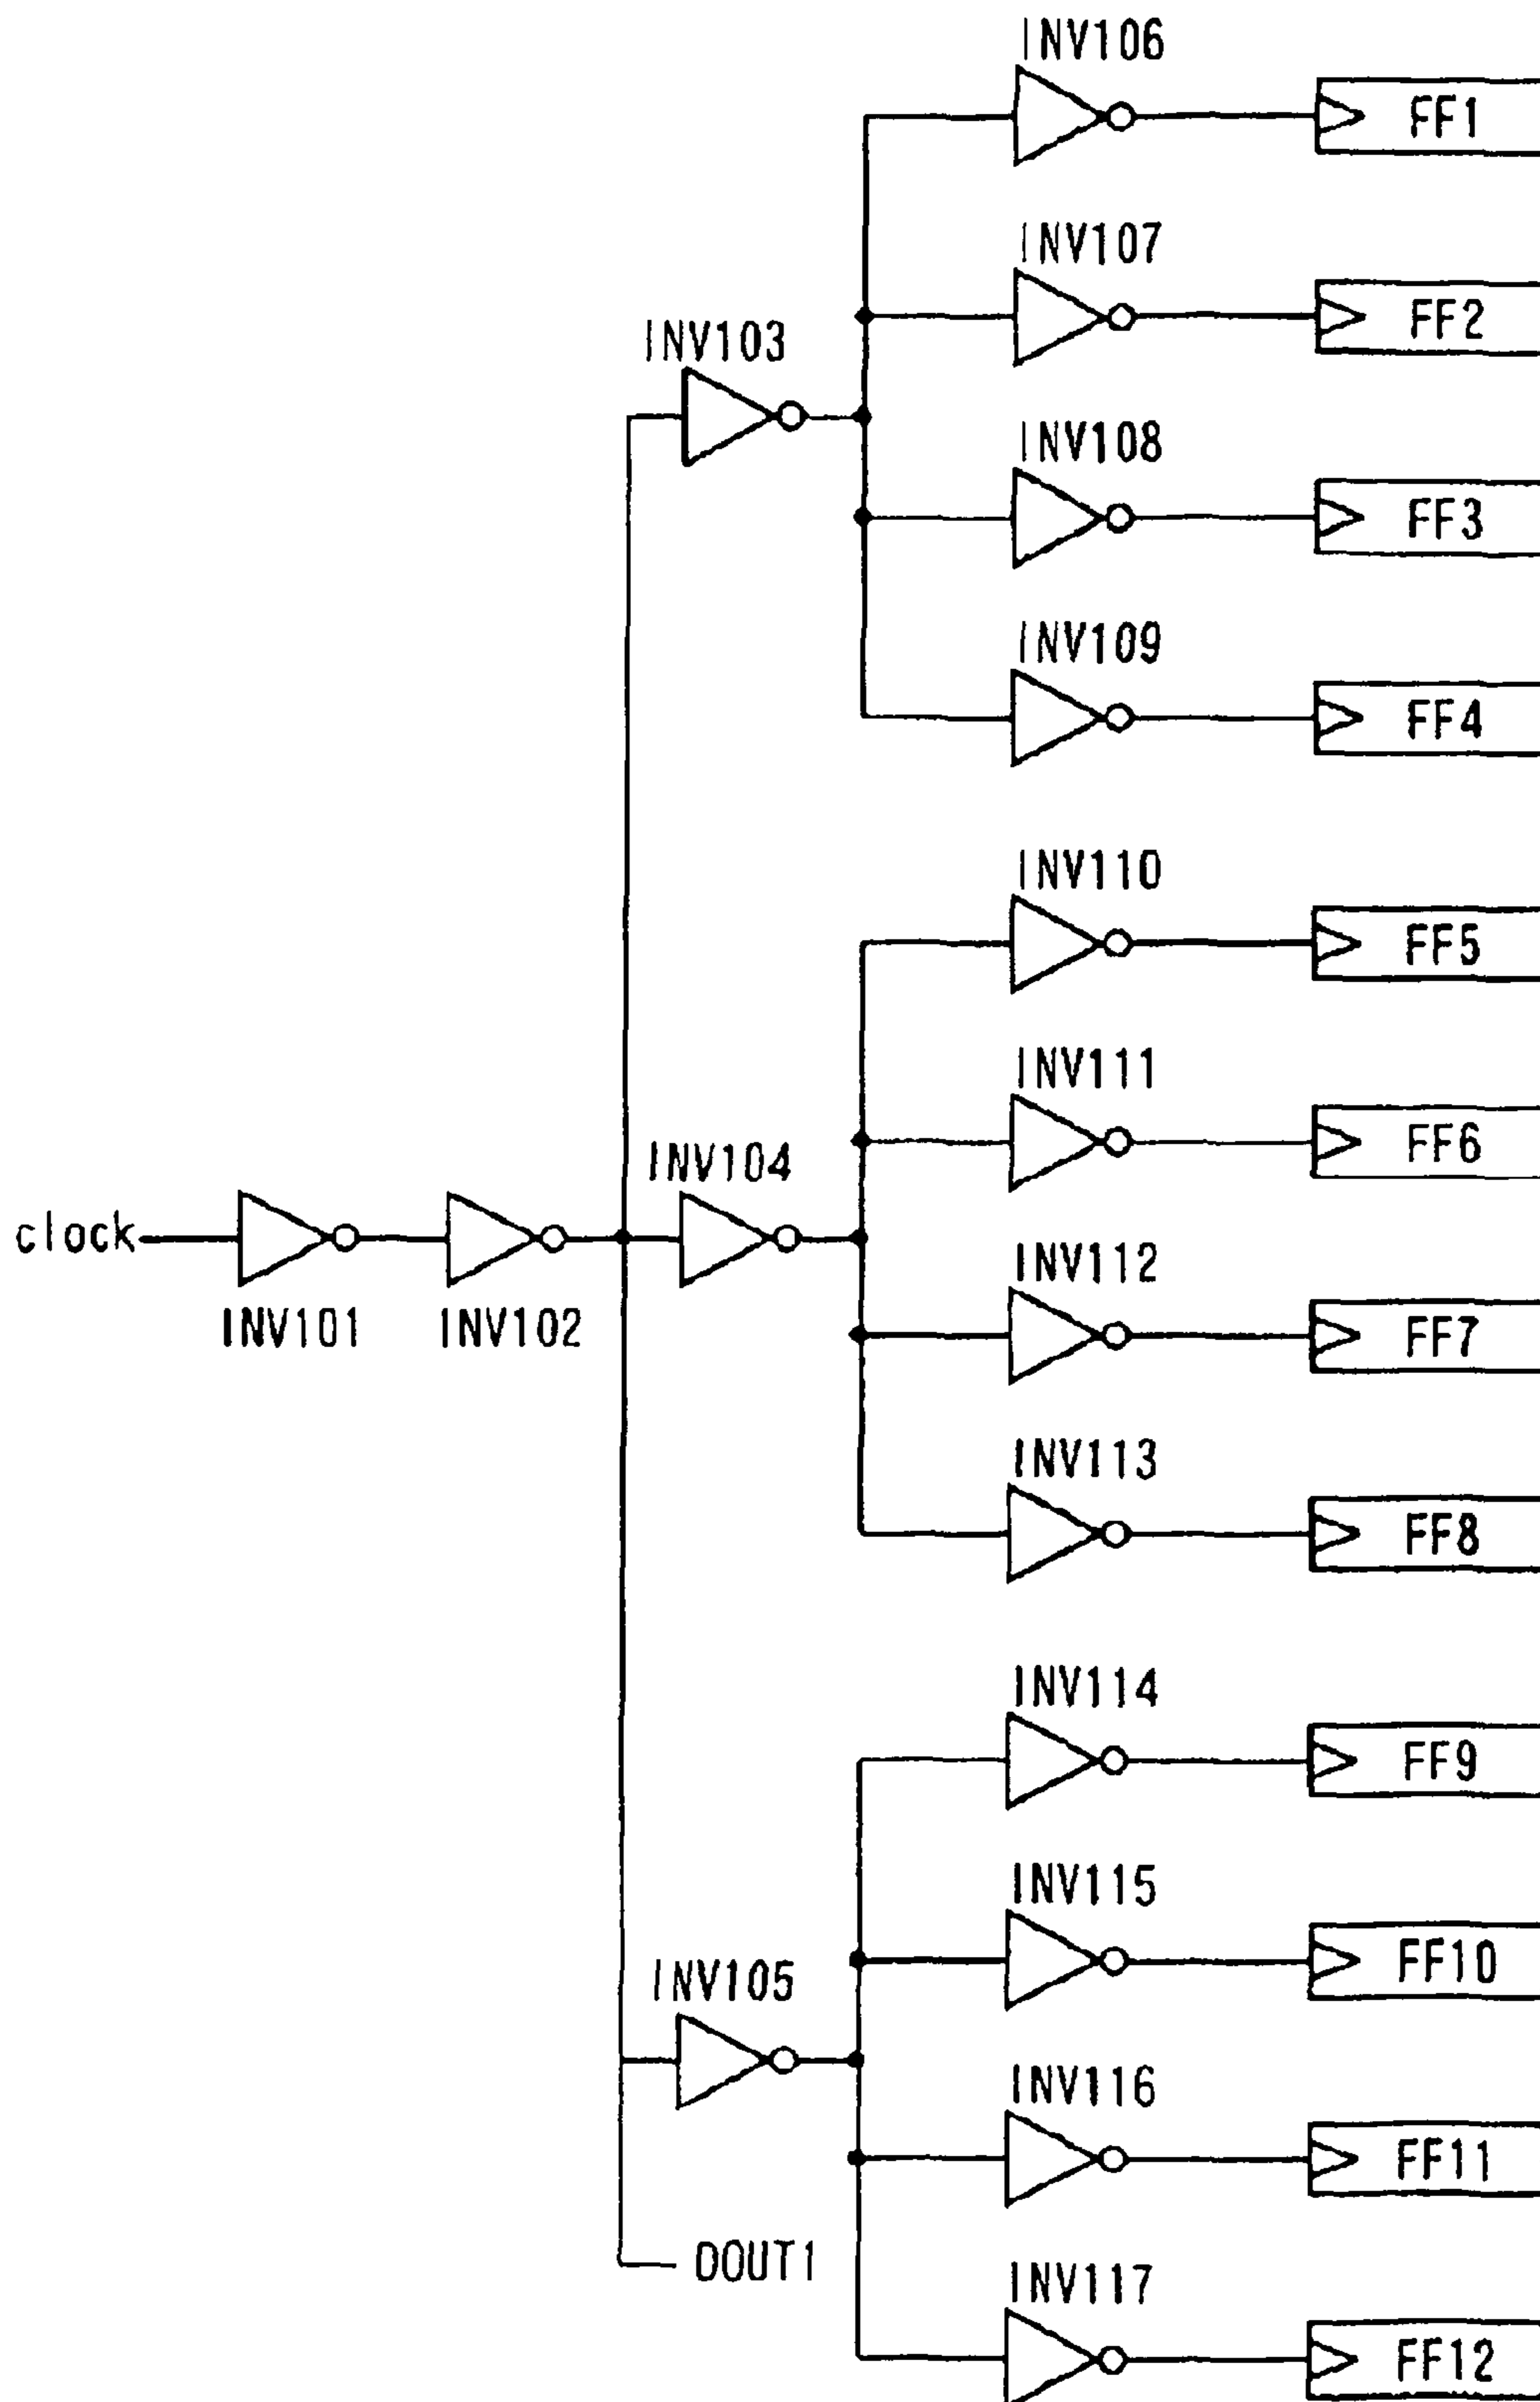 INV106
FF1
INV107
FF2
INV103
INV108
FF3
INV109
FF4
INV110
FF5
INV111
FF6
INV104
clock
INV101
INV102
INV112
FF7
INV113
FF8
INV114
FF9
INV115
FF10
INV105
INV116
FF11
DOUT1
INV117
FF12